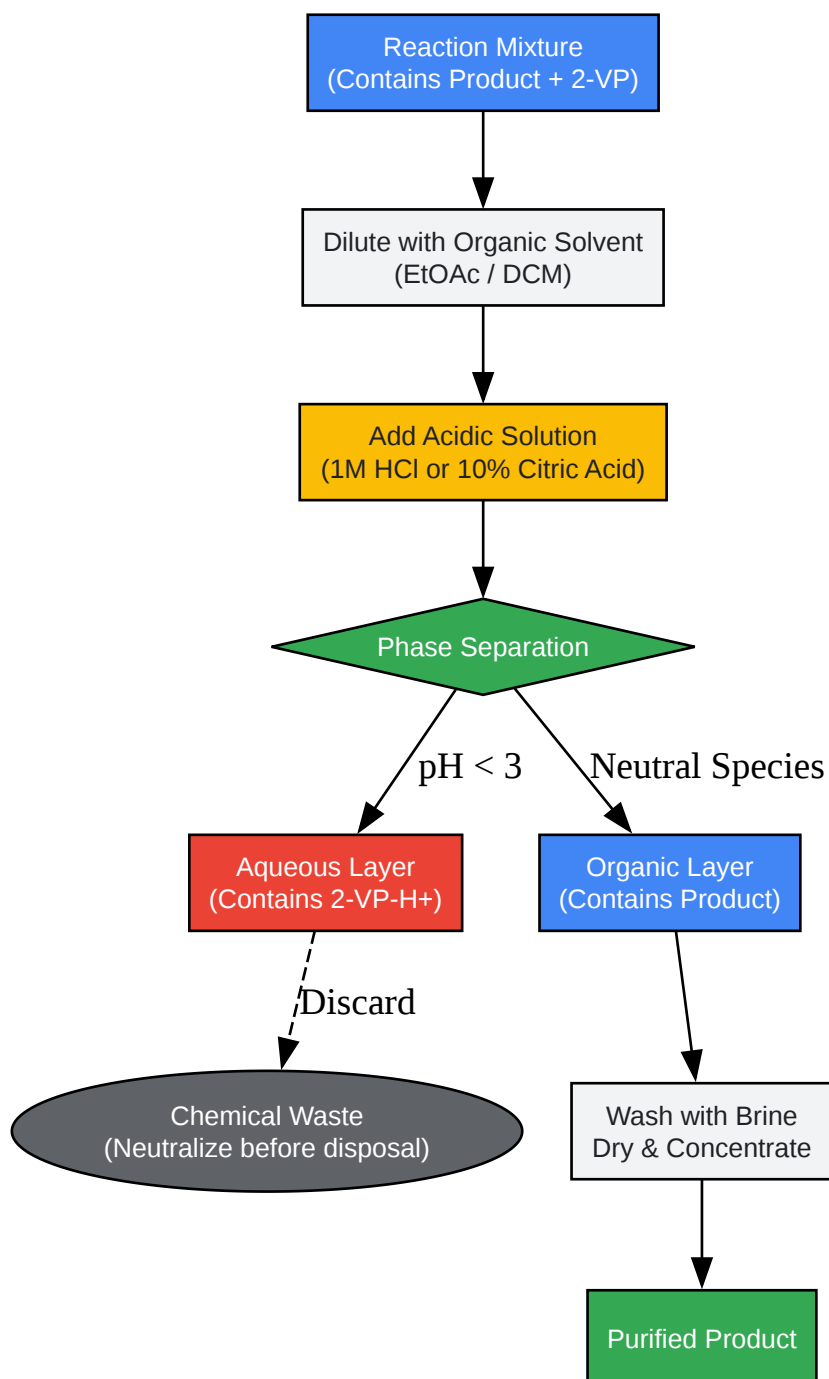 Reaction Mixture
(Contains Product + 2-VP)
Dilute with Organic Solvent
(EtOAc / DCM)
Add Acidic Solution
(1M HCl or 10% Citric Acid)
Phase Separation
pH < 3
Neutral Species
Aqueous Layer
(Contains 2-VP-H+)
Organic Layer
(Contains Product)
Discard
Chemical Waste
(Neutralize before disposal)
Wash with Brine
Dry & Concentrate
Purified Product